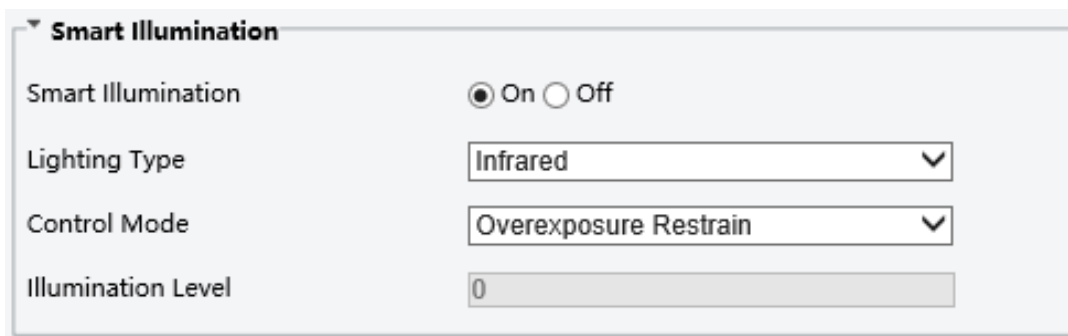 Smart Illumination
Smart Illumination On Off
Lighting Type Infrared
Control Mode Overexposure Restrain
Illumination Level 0